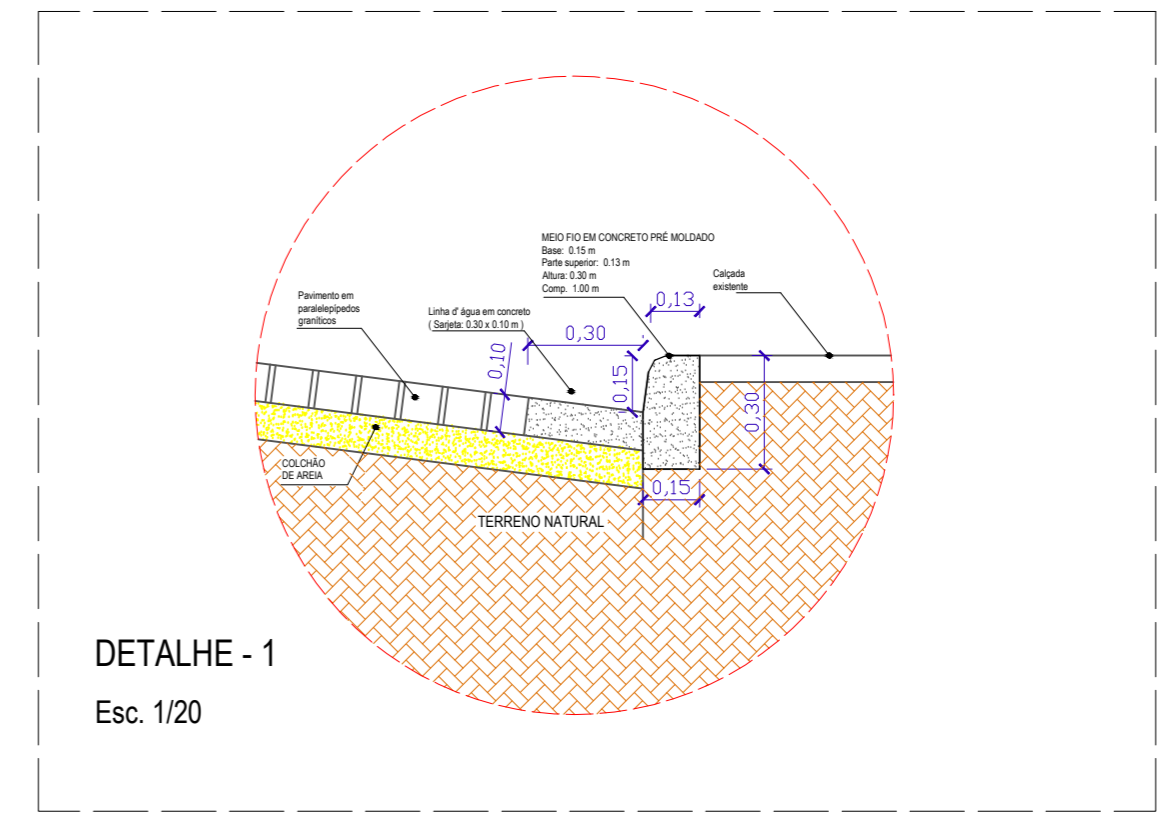 MEIO FIO EM CONCRETO PRÉ MOLDADO
Base: 0.15 m
Parte superior: 0.13 m
Altura: 0.30 m
Comp. 1.00 m
Calçada
existente
Pavimento em
paralelepípedos
graníticos
Linha d' água em concreto
( Sarjeta: 0.30 x 0.10 m )
0,13
0,30
0,10
0,15
0,30
0,15
COLCHÃO
DE AREIA
TERRENO NATURAL
DETALHE - 1
Esc. 1/20